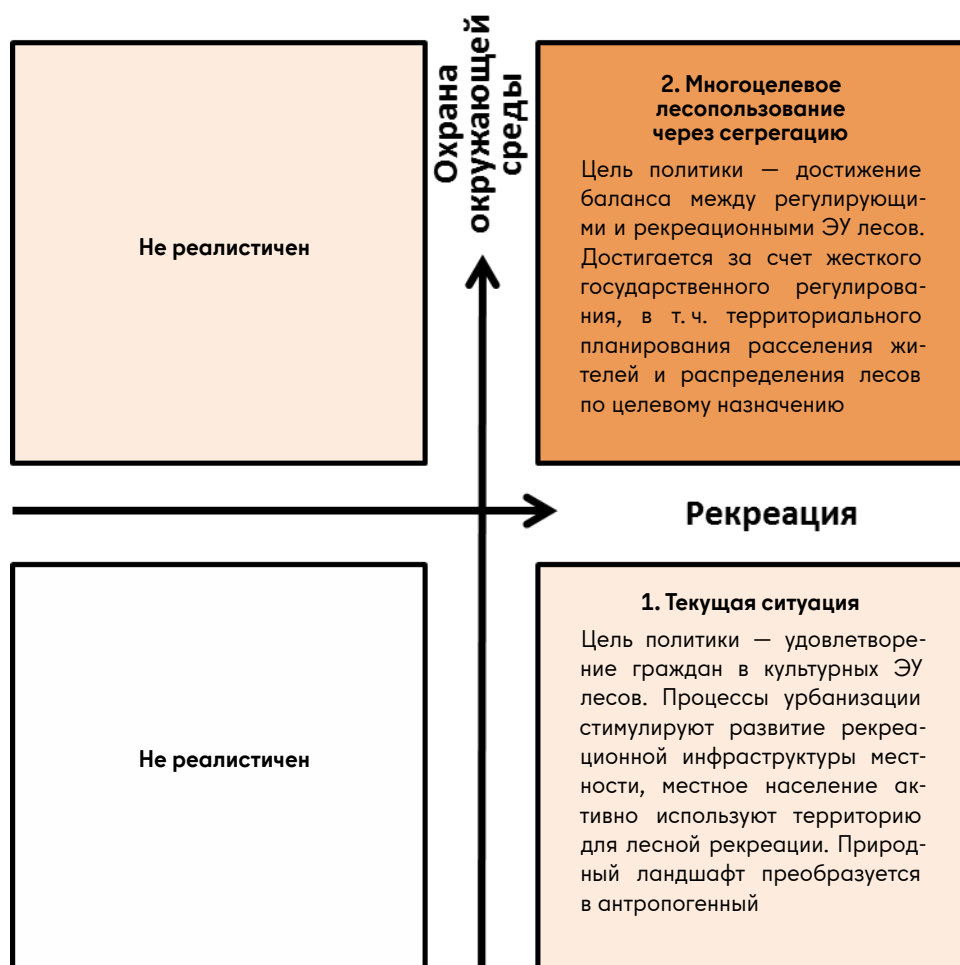 Охрана
окружающей
среды
Не реалистичен
2. Многоцелевое
лесопользование
через сегрегацию
Цель политики — достижение
баланса между регулирующи-
ми и рекреационными ЭУ лесов.
Достигается за счет жесткого
государственного регулирова-
ния, в т. ч. территориального
планирования расселения жи-
телей и распределения лесов
по целевому назначению
Рекреация
Не реалистичен
1. Текущая ситуация
Цель политики — удовлетворе-
ние граждан в культурных ЭУ
лесов. Процессы урбанизации
стимулируют развитие рекреа-
ционной инфраструктуры мест-
ности, местное население ак-
тивно используют территорию
для лесной рекреации. Природ-
ный ландшафт преобразуется
в антропогенный